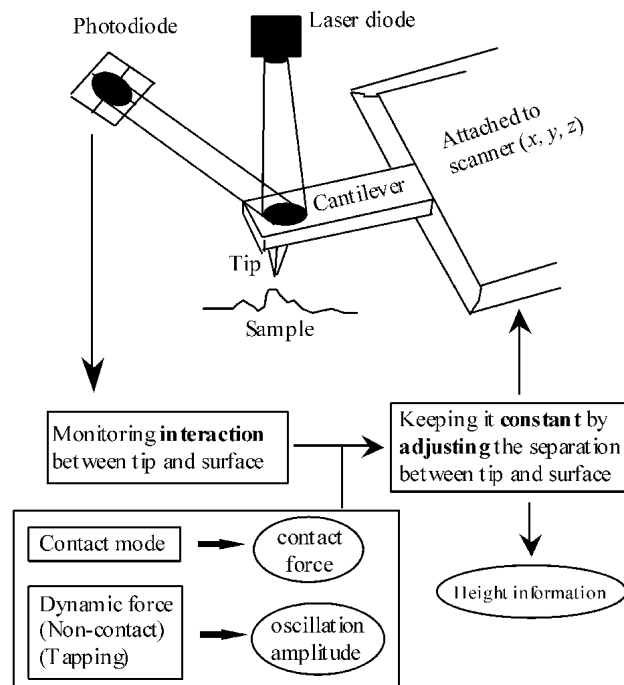 Photodiode
Laser diode
Attached to
scanner (x, y, z)
Cantilever
Tip
Sample
Monitoring interaction
between tip and surface
Keeping it constant by
adjusting the separation
between tip and surface
Contact mode
contact
force
Dynamic force
(Non-contact)
(Tapping)
oscillation
amplitude
Height information